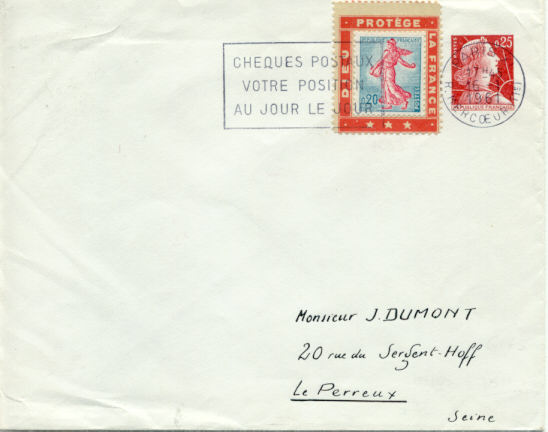 CHEQUES POSTAUX
VOTRE POSITION
AU JOUR LE JOUR
DIEU
PROTÈGE
LA FRANCE
REPUBLIQUE FRANÇAISE
0,20
POSTES
0,25
REPUBLIQUE FRANÇAISE
Monsieur J. DUMONT
20 rue du Sergent-Hoff
Le Perreux
Seine